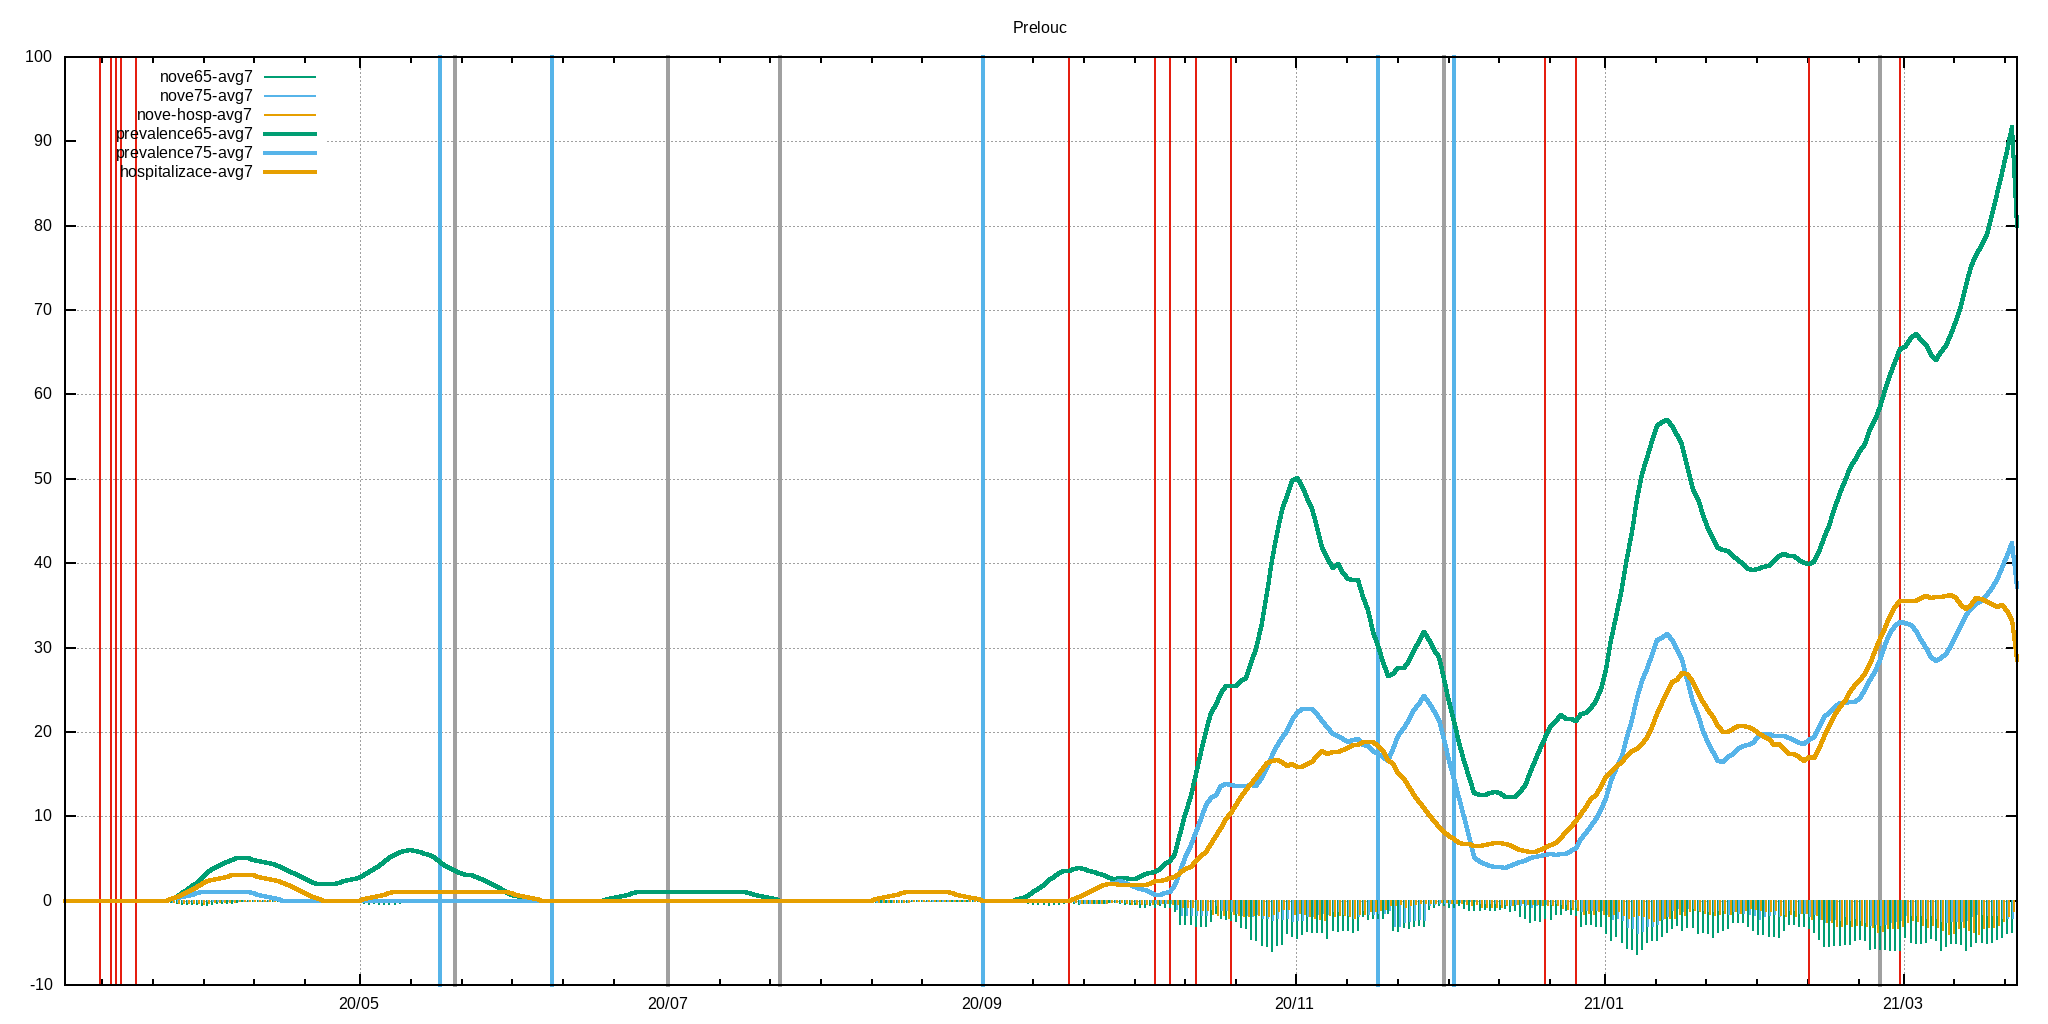 Prelouc
100
90
80
70
60
50
40
30
20
10
0
-10
nove65-avg7
nove75-avg7
nove-hosp-avg7
prevalence65-avg7
prevalence75-avg7
hospitalizace-avg7
20/05 20/07 20/09 20/11 21/01 21/03